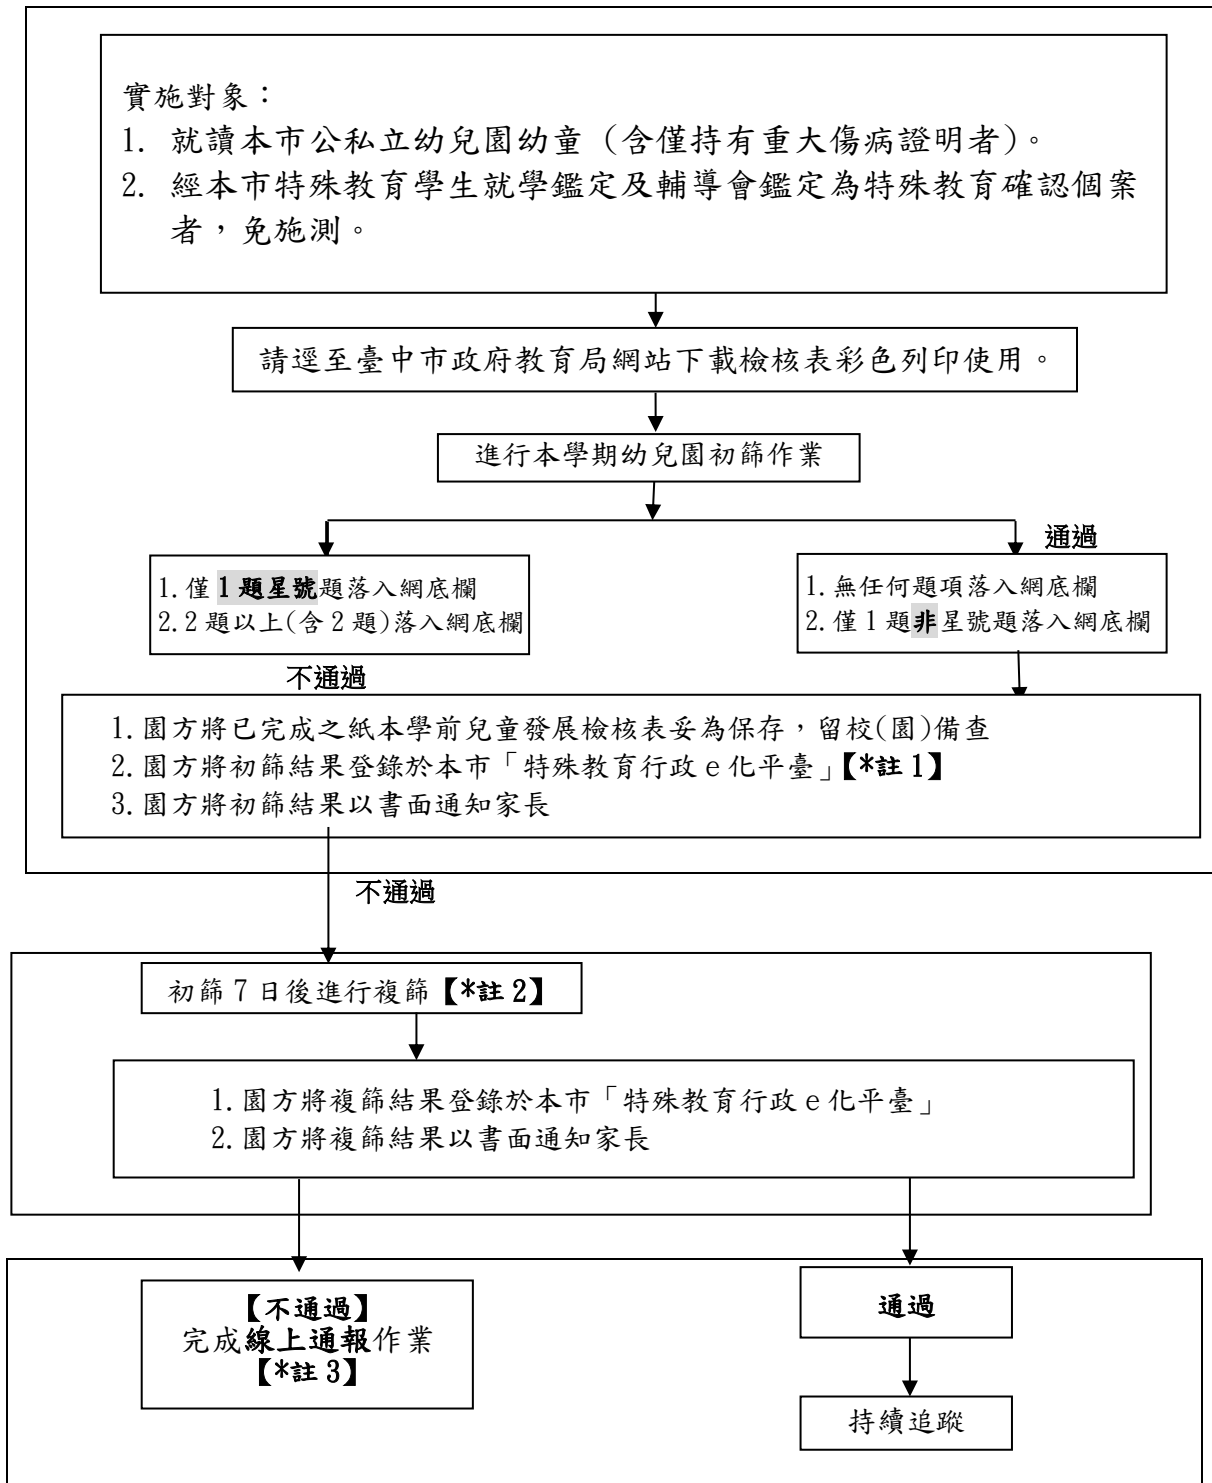 實施對象：
1. 就讀本市公私立幼兒園幼童（含僅持有重大傷病證明者）。
2. 經本市特殊教育學生就學鑑定及輔導會鑑定為特殊教育確認個案
者，免施測。
請逕至臺中市政府教育局網站下載檢核表彩色列印使用。
進行本學期幼兒園初篩作業
通過
1.僅1題星號題落入網底欄
2.2題以上(含2題)落入網底欄
不通過
1.無任何題項落入網底欄
2.僅1題非星號題落入網底欄
1.園方將已完成之紙本學前兒童發展檢核表妥為保存，留校(園)備查
2.園方將初篩結果登錄於本市「特殊教育行政e化平臺」【*註1】
3.園方將初篩結果以書面通知家長
不通過
初篩7日後進行複篩【*註2】
1.園方將複篩結果登錄於本市「特殊教育行政e化平臺」
2.園方將複篩結果以書面通知家長
【不通過】
完成線上通報作業
【*註3】
通過
持續追蹤